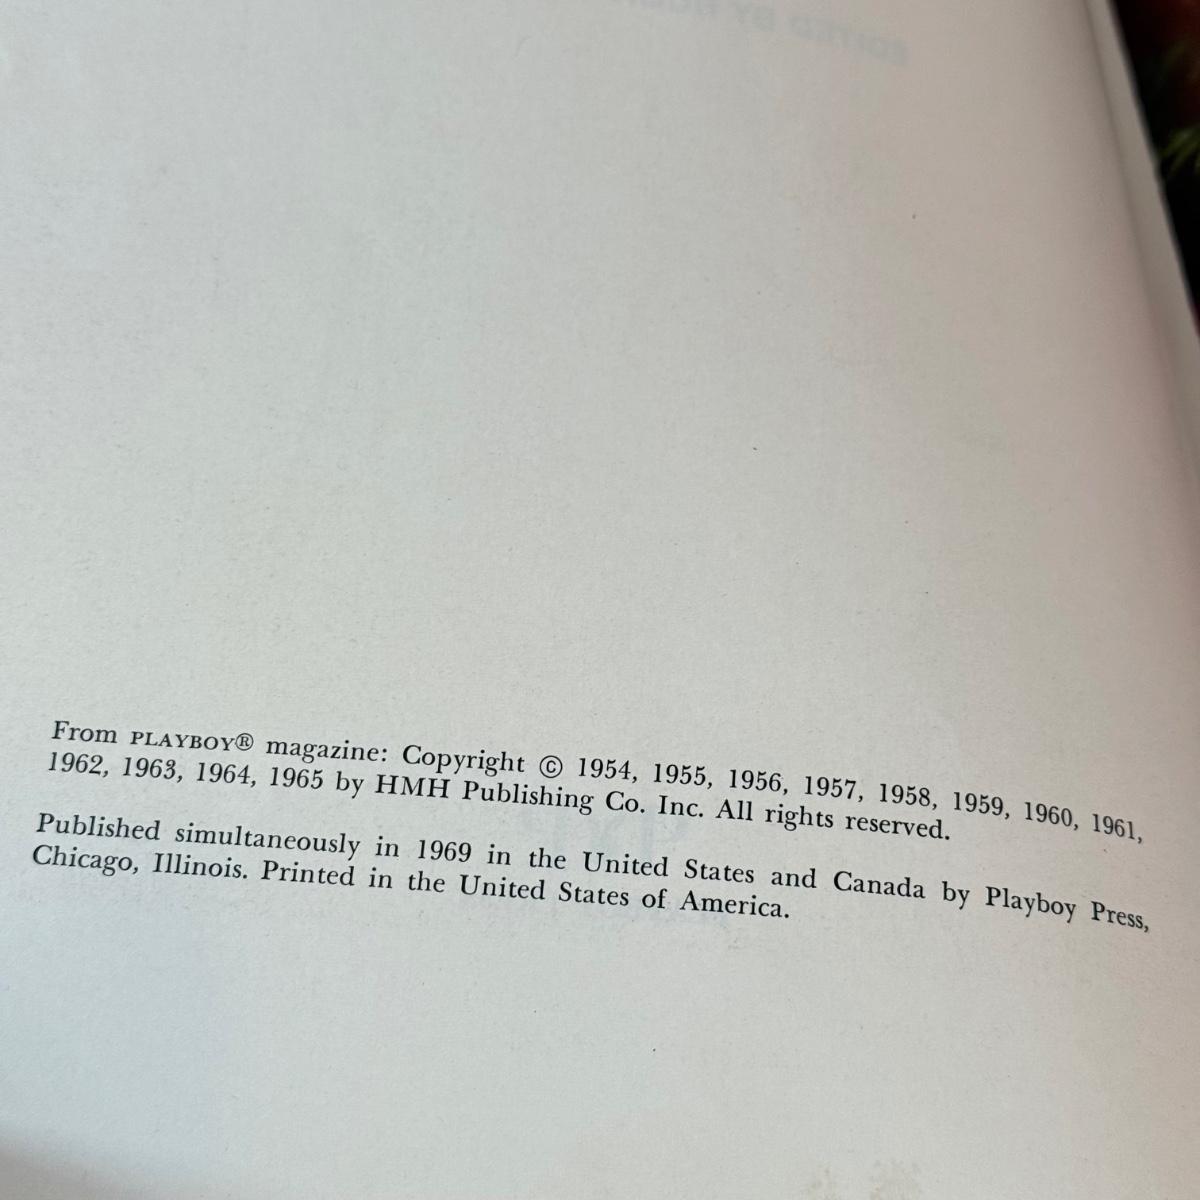 EDITED BY
From PLAYBOY® magazine: Copyright © 1954, 1955, 1956, 1957, 1958, 1959, 1960, 1961,
1962, 1963, 1964, 1965 by HMH Publishing Co. Inc. All rights reserved.
Published simultaneously in 1969 in the United States and Canada by Playboy Press,
Chicago, Illinois. Printed in the United States of America.